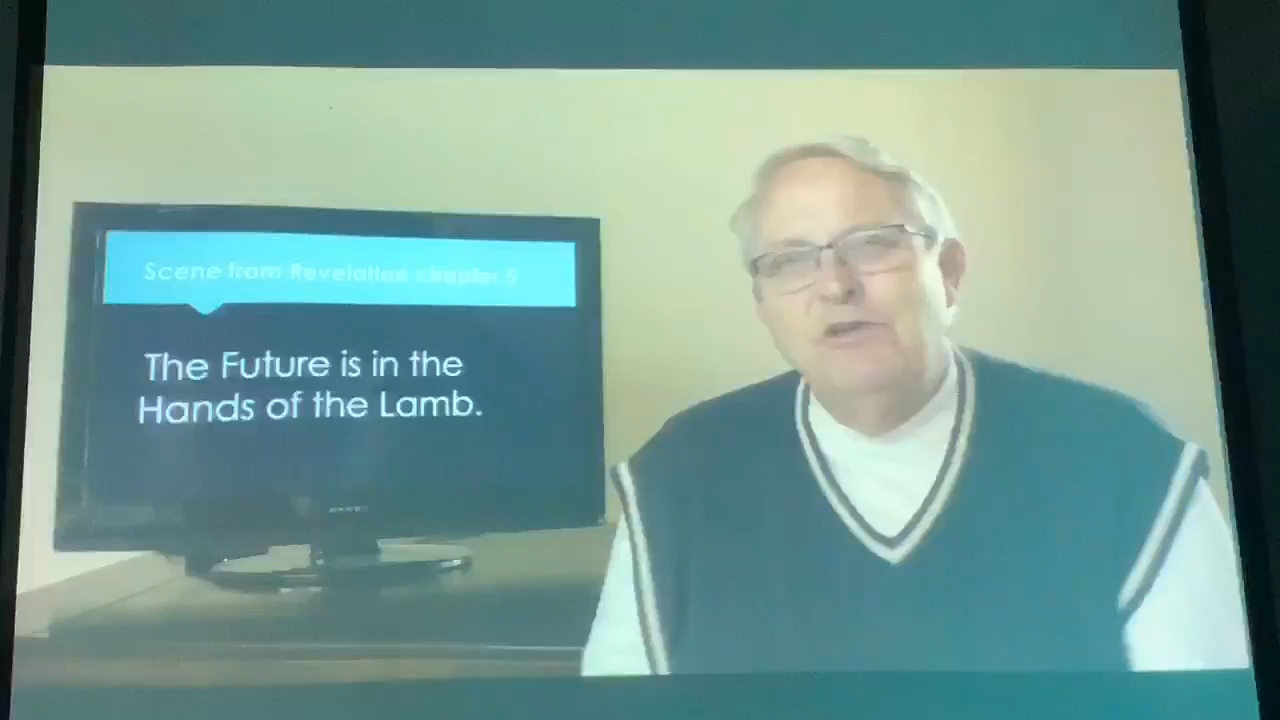 Scene from Revelation chapter 5
The Future is in the
Hands of the Lamb.